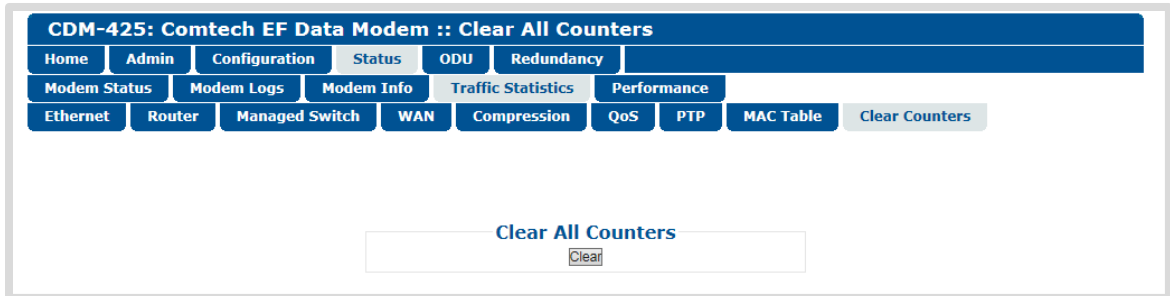 CDM-425: Comtech EF Data Modem :: Clear All Counters
Home Admin Configuration Status ODU Redundancy
Modem Status Modem Logs Modem Info Traffic Statistics Performance
Ethernet Router Managed Switch WAN Compression QoS PTP MAC Table Clear Counters
Clear All Counters
Clear